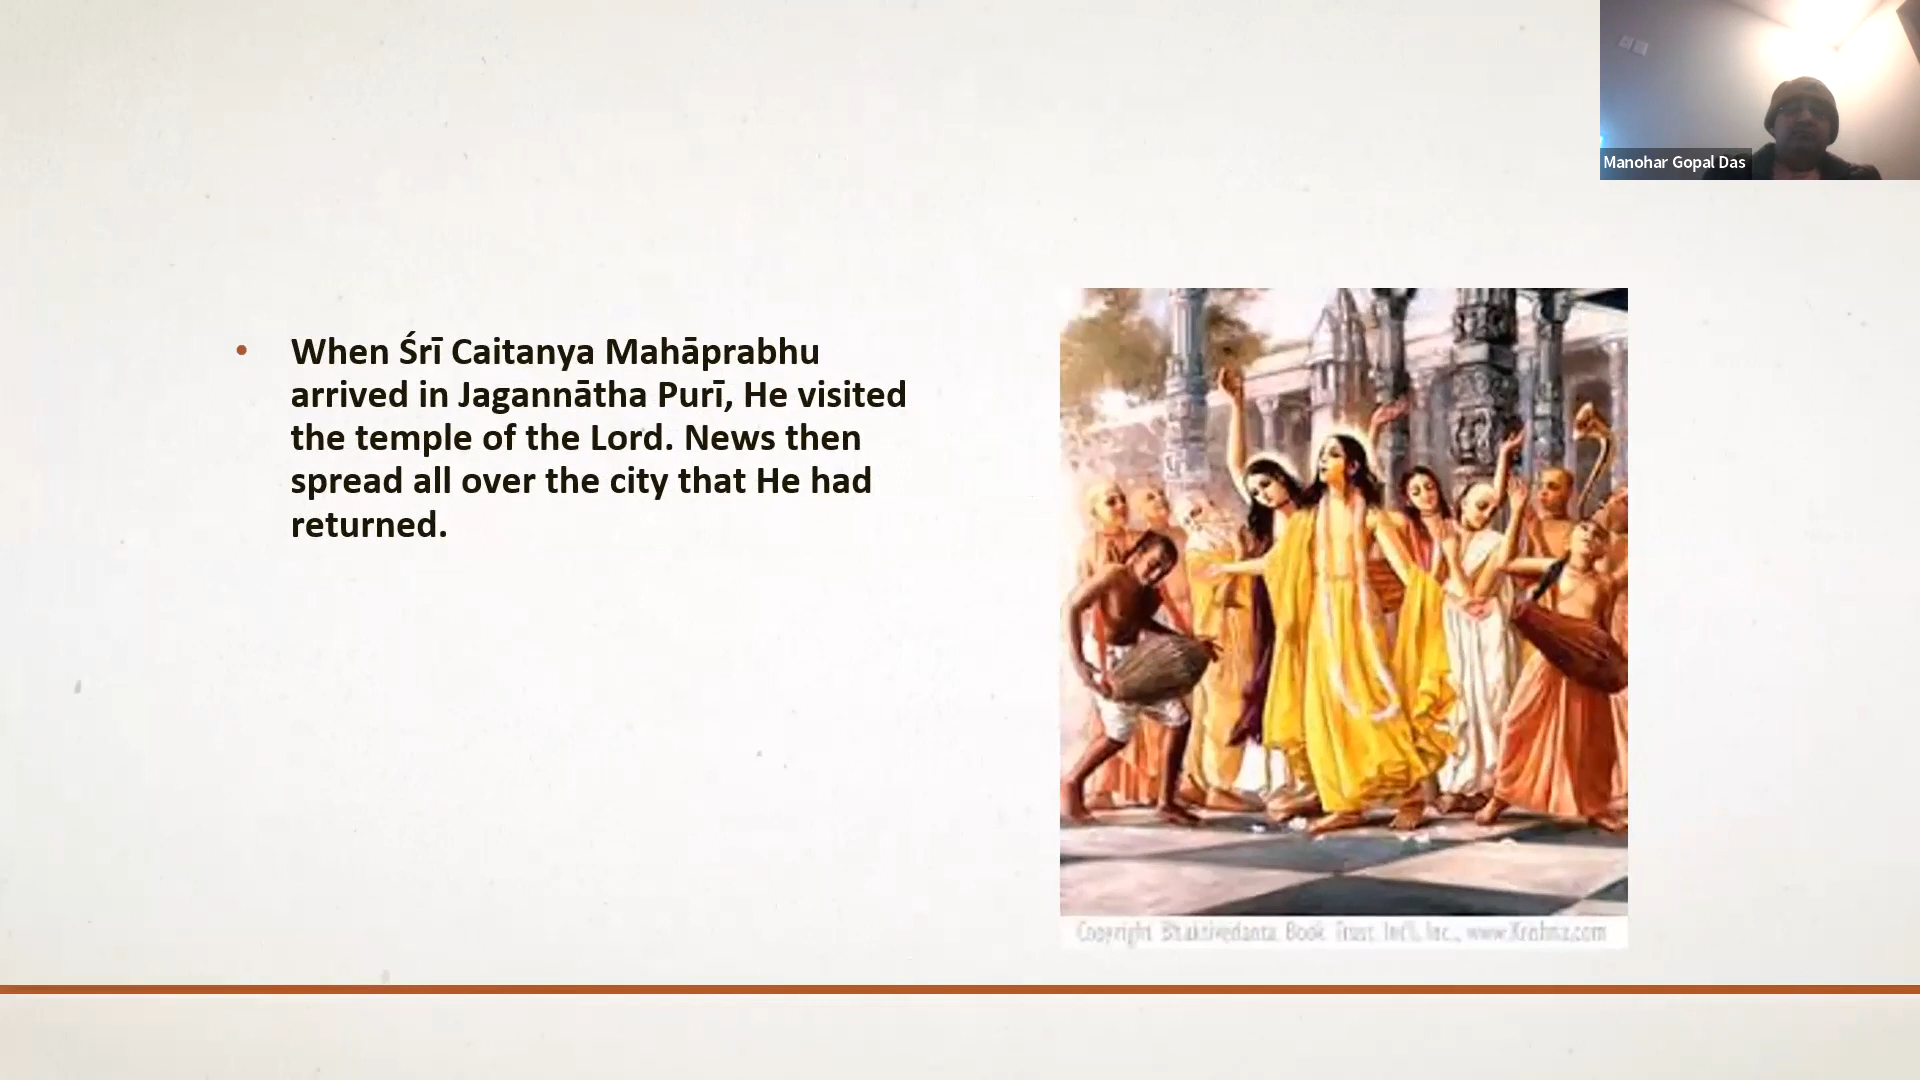 Manohar Gopal Das
• When Śrī Caitanya Mahāprabhu
arrived in Jagannātha Purī, He visited
the temple of the Lord. News then
spread all over the city that He had
returned.
Copyright Bhaktivedanta Book Trust Int'l, Inc., www.Krishna.com